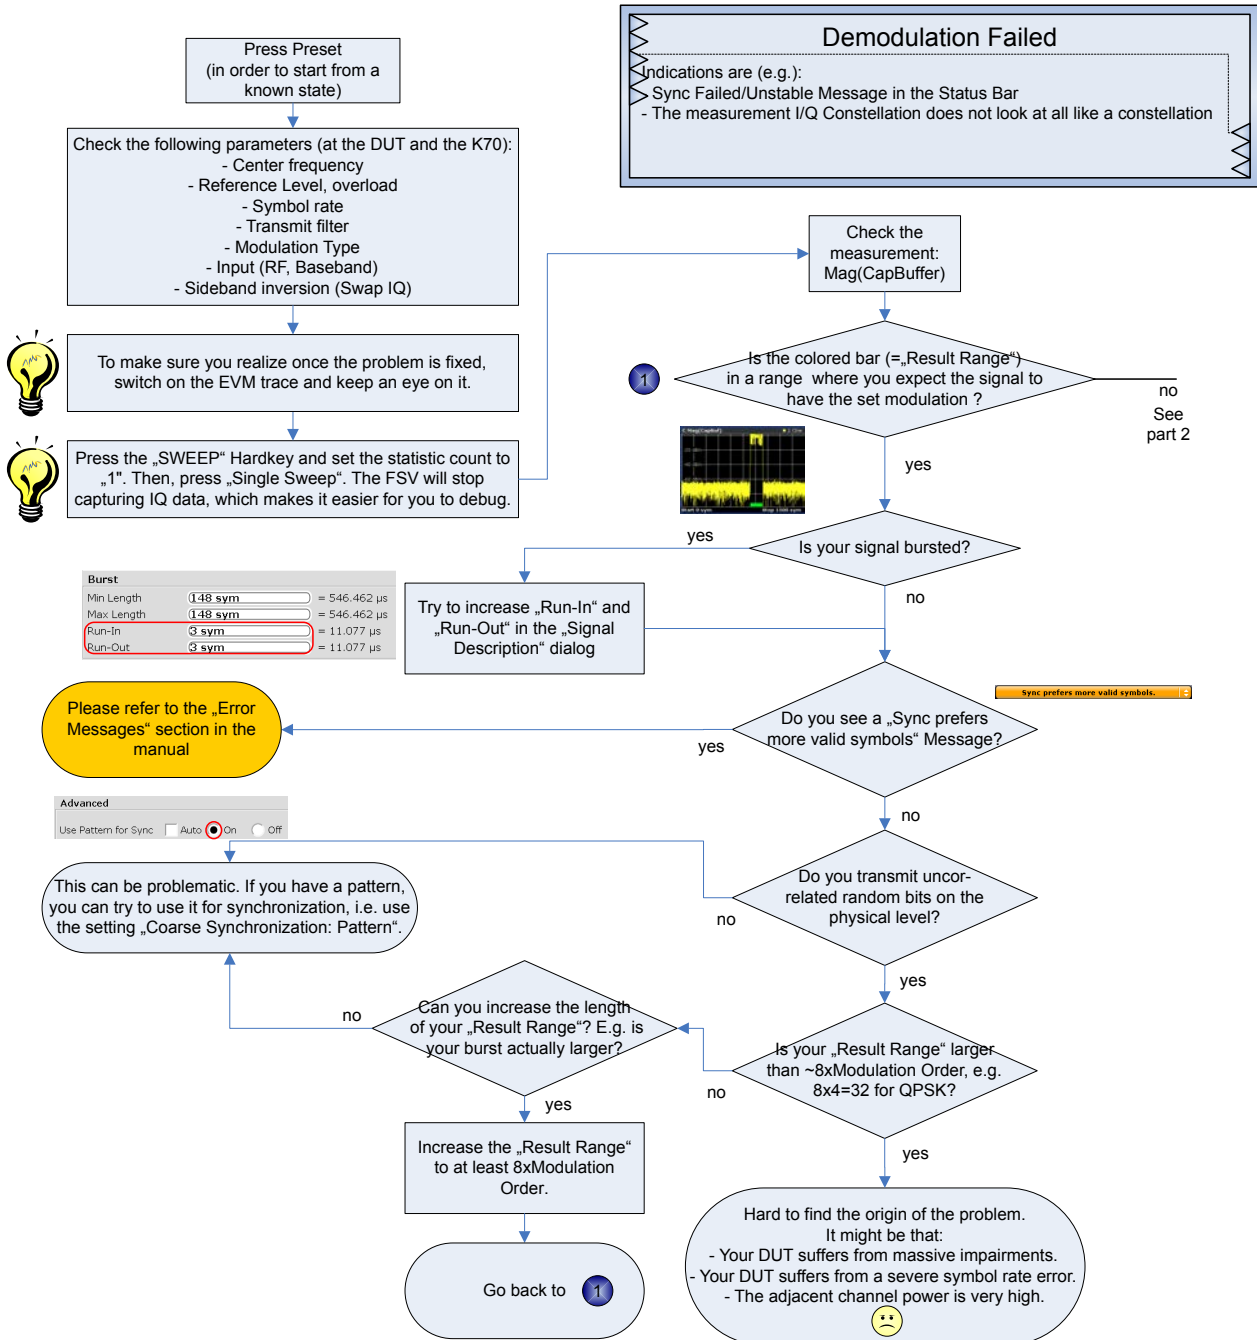 Press Preset
(in order to start from a
known state)
Demodulation Failed
Indications are (e.g.):
- Sync Failed/Unstable Message in the Status Bar
- The measurement I/Q Constellation does not look at all like a constellation
Check the following parameters (at the DUT and the K70):
- Center frequency
- Reference Level, overload
- Symbol rate
- Transmit filter
- Modulation Type
- Input (RF, Baseband)
- Sideband inversion (Swap IQ)
To make sure you realize once the problem is fixed,
switch on the EVM trace and keep an eye on it.
Press the „SWEEP“ Hardkey and set the statistic count to
„1". Then, press „Single Sweep“. The FSV will stop
capturing IQ data, which makes it easier for you to debug.
Check the
measurement:
Mag(CapBuffer)
1
Is the colored bar (=„Result Range“)
in a range where you expect the signal to
have the set modulation ?
no
See
part 2
yes
Is your signal bursted?
yes
no
Burst
Min Length 148 sym = 546.462 µs
Max Length 148 sym = 546.462 µs
Run-In 3 sym = 11.077 µs
Run-Out 3 sym = 11.077 µs
Try to increase „Run-In“ and
„Run-Out“ in the „Signal
Description“ dialog
Sync prefers more valid symbols.
Do you see a „Sync prefers
more valid symbols“ Message?
yes
no
Please refer to the „Error
Messages“ section in the
manual
Advanced
Use Pattern for Sync Auto On Off
This can be problematic. If you have a pattern,
you can try to use it for synchronization, i.e. use
the setting „Coarse Synchronization: Pattern“.
Do you transmit uncor-
related random bits on the
physical level?
no
yes
Is your „Result Range“ larger
than ~8xModulation Order, e.g.
8x4=32 for QPSK?
no
yes
Can you increase the length
of your „Result Range“? E.g. is
your burst actually larger?
no
yes
Increase the „Result Range“
to at least 8xModulation
Order.
Go back to 1
Hard to find the origin of the problem.
It might be that:
- Your DUT suffers from massive impairments.
- Your DUT suffers from a severe symbol rate error.
- The adjacent channel power is very high.